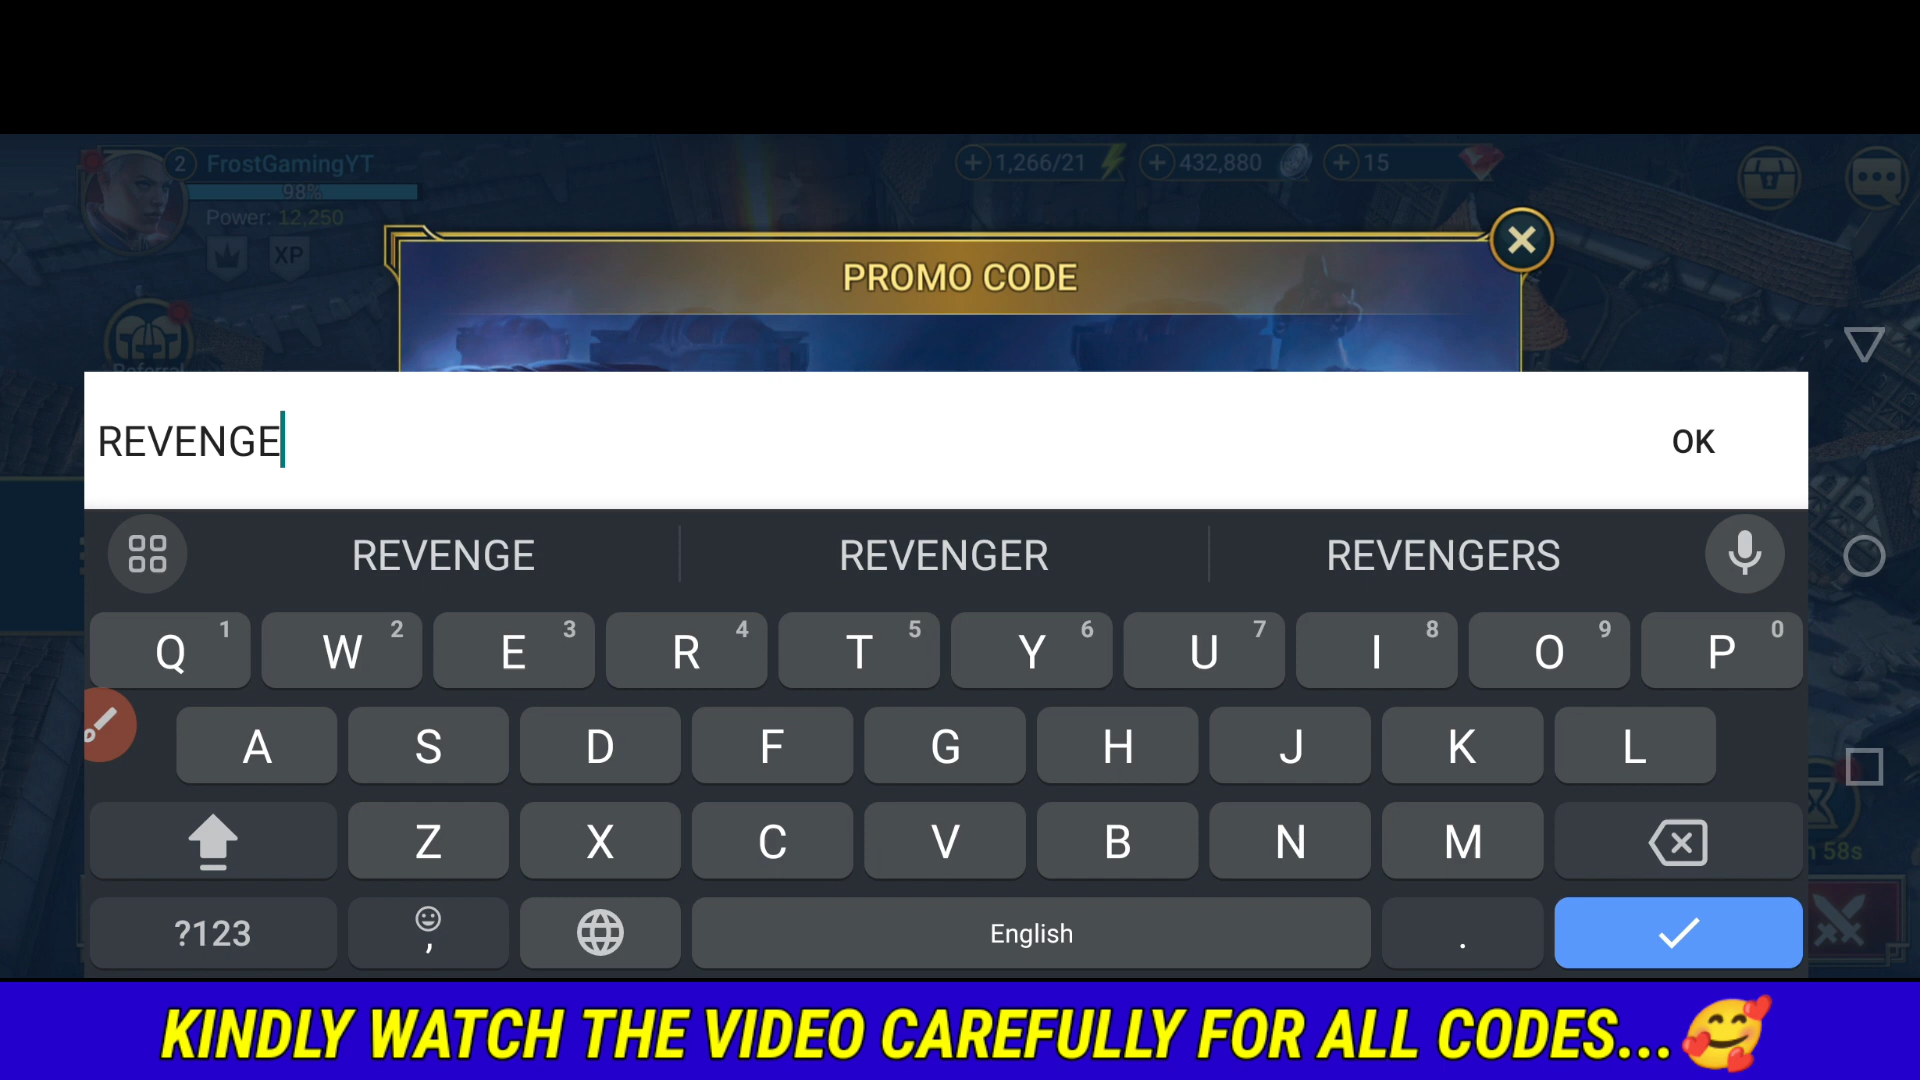 2 FrostGamingYT
98%
Power: 12,250
XP
1,266/21
432,880
15
Referral
PROMO CODE
REVENGE
OK
REVENGE REVENGER REVENGERS
Q 1 W 2 E 3 R 4 T 5 Y 6 U 7 I 8 O 9 P 0
A S D F G H J K L
Z X C V B N M
58s
?123 , English .
KINDLY WATCH THE VIDEO CAREFULLY FOR ALL CODES...